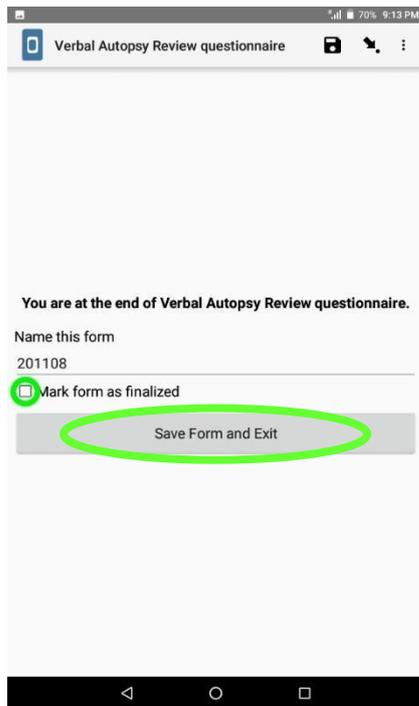 70% 9:13 PM
Verbal Autopsy Review questionnaire
You are at the end of Verbal Autopsy Review questionnaire.
Name this form
201108
Mark form as finalized
Save Form and Exit